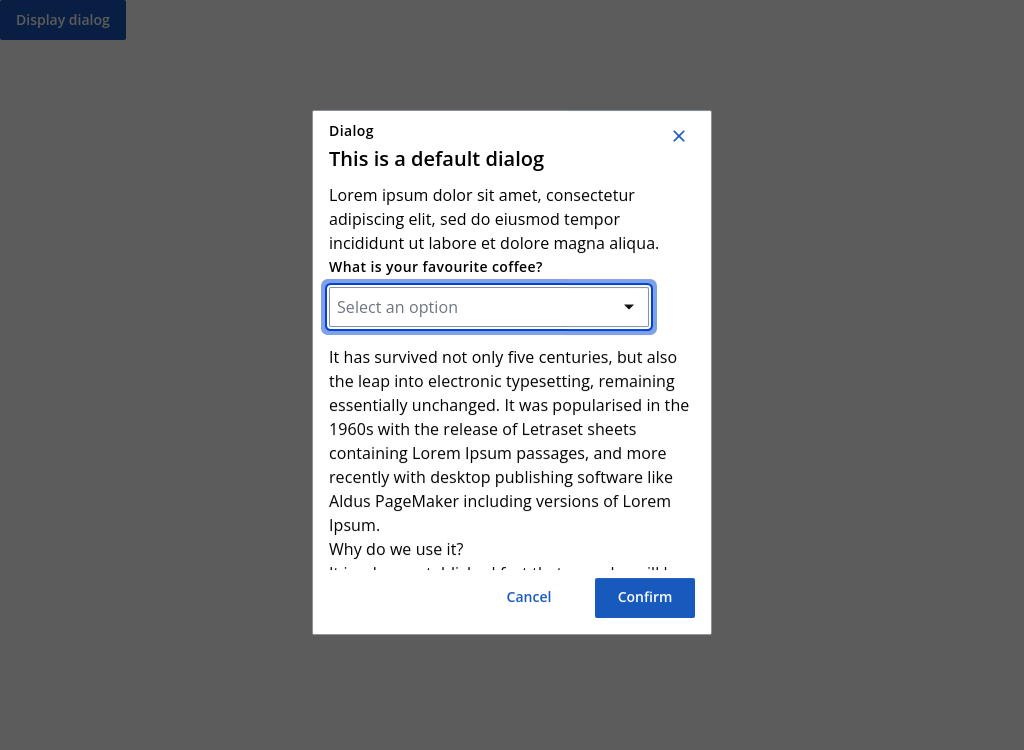 Display dialog
Dialog
This is a default dialog
Lorem ipsum dolor sit amet, consectetur
adipiscing elit, sed do eiusmod tempor
incididunt ut labore et dolore magna aliqua.
What is your favourite coffee?
Select an option
It has survived not only five centuries, but also
the leap into electronic typesetting, remaining
essentially unchanged. It was popularised in the
1960s with the release of Letraset sheets
containing Lorem Ipsum passages, and more
recently with desktop publishing software like
Aldus PageMaker including versions of Lorem
Ipsum.
Why do we use it?
Cancel
Confirm